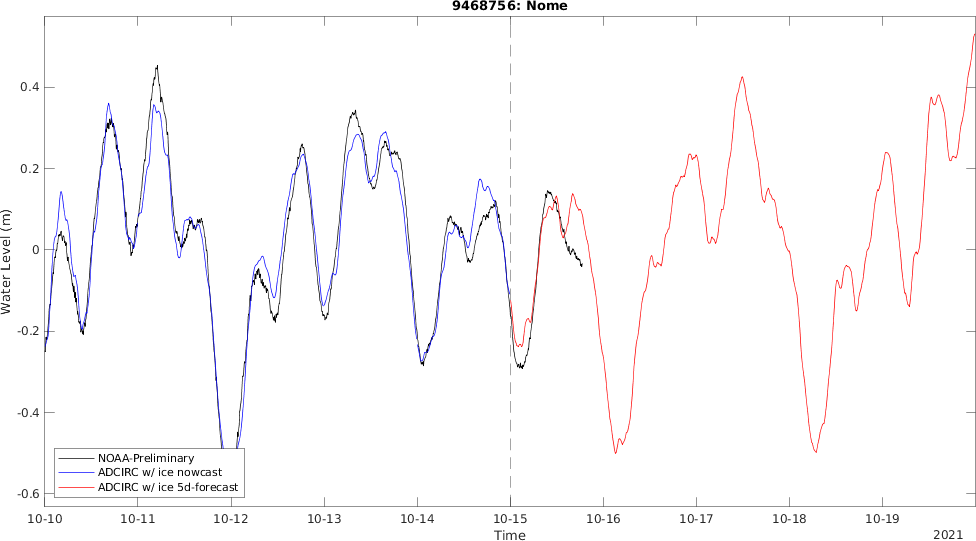 9468756: Nome
Water Level (m)
0.4
0.2
0
-0.2
-0.4
-0.6
NOAA-Preliminary
ADCIRC w/ ice nowcast
ADCIRC w/ ice 5d-forecast
10-10 10-11 10-12 10-13 10-14 10-15 10-16 10-17 10-18 10-19
Time
2021